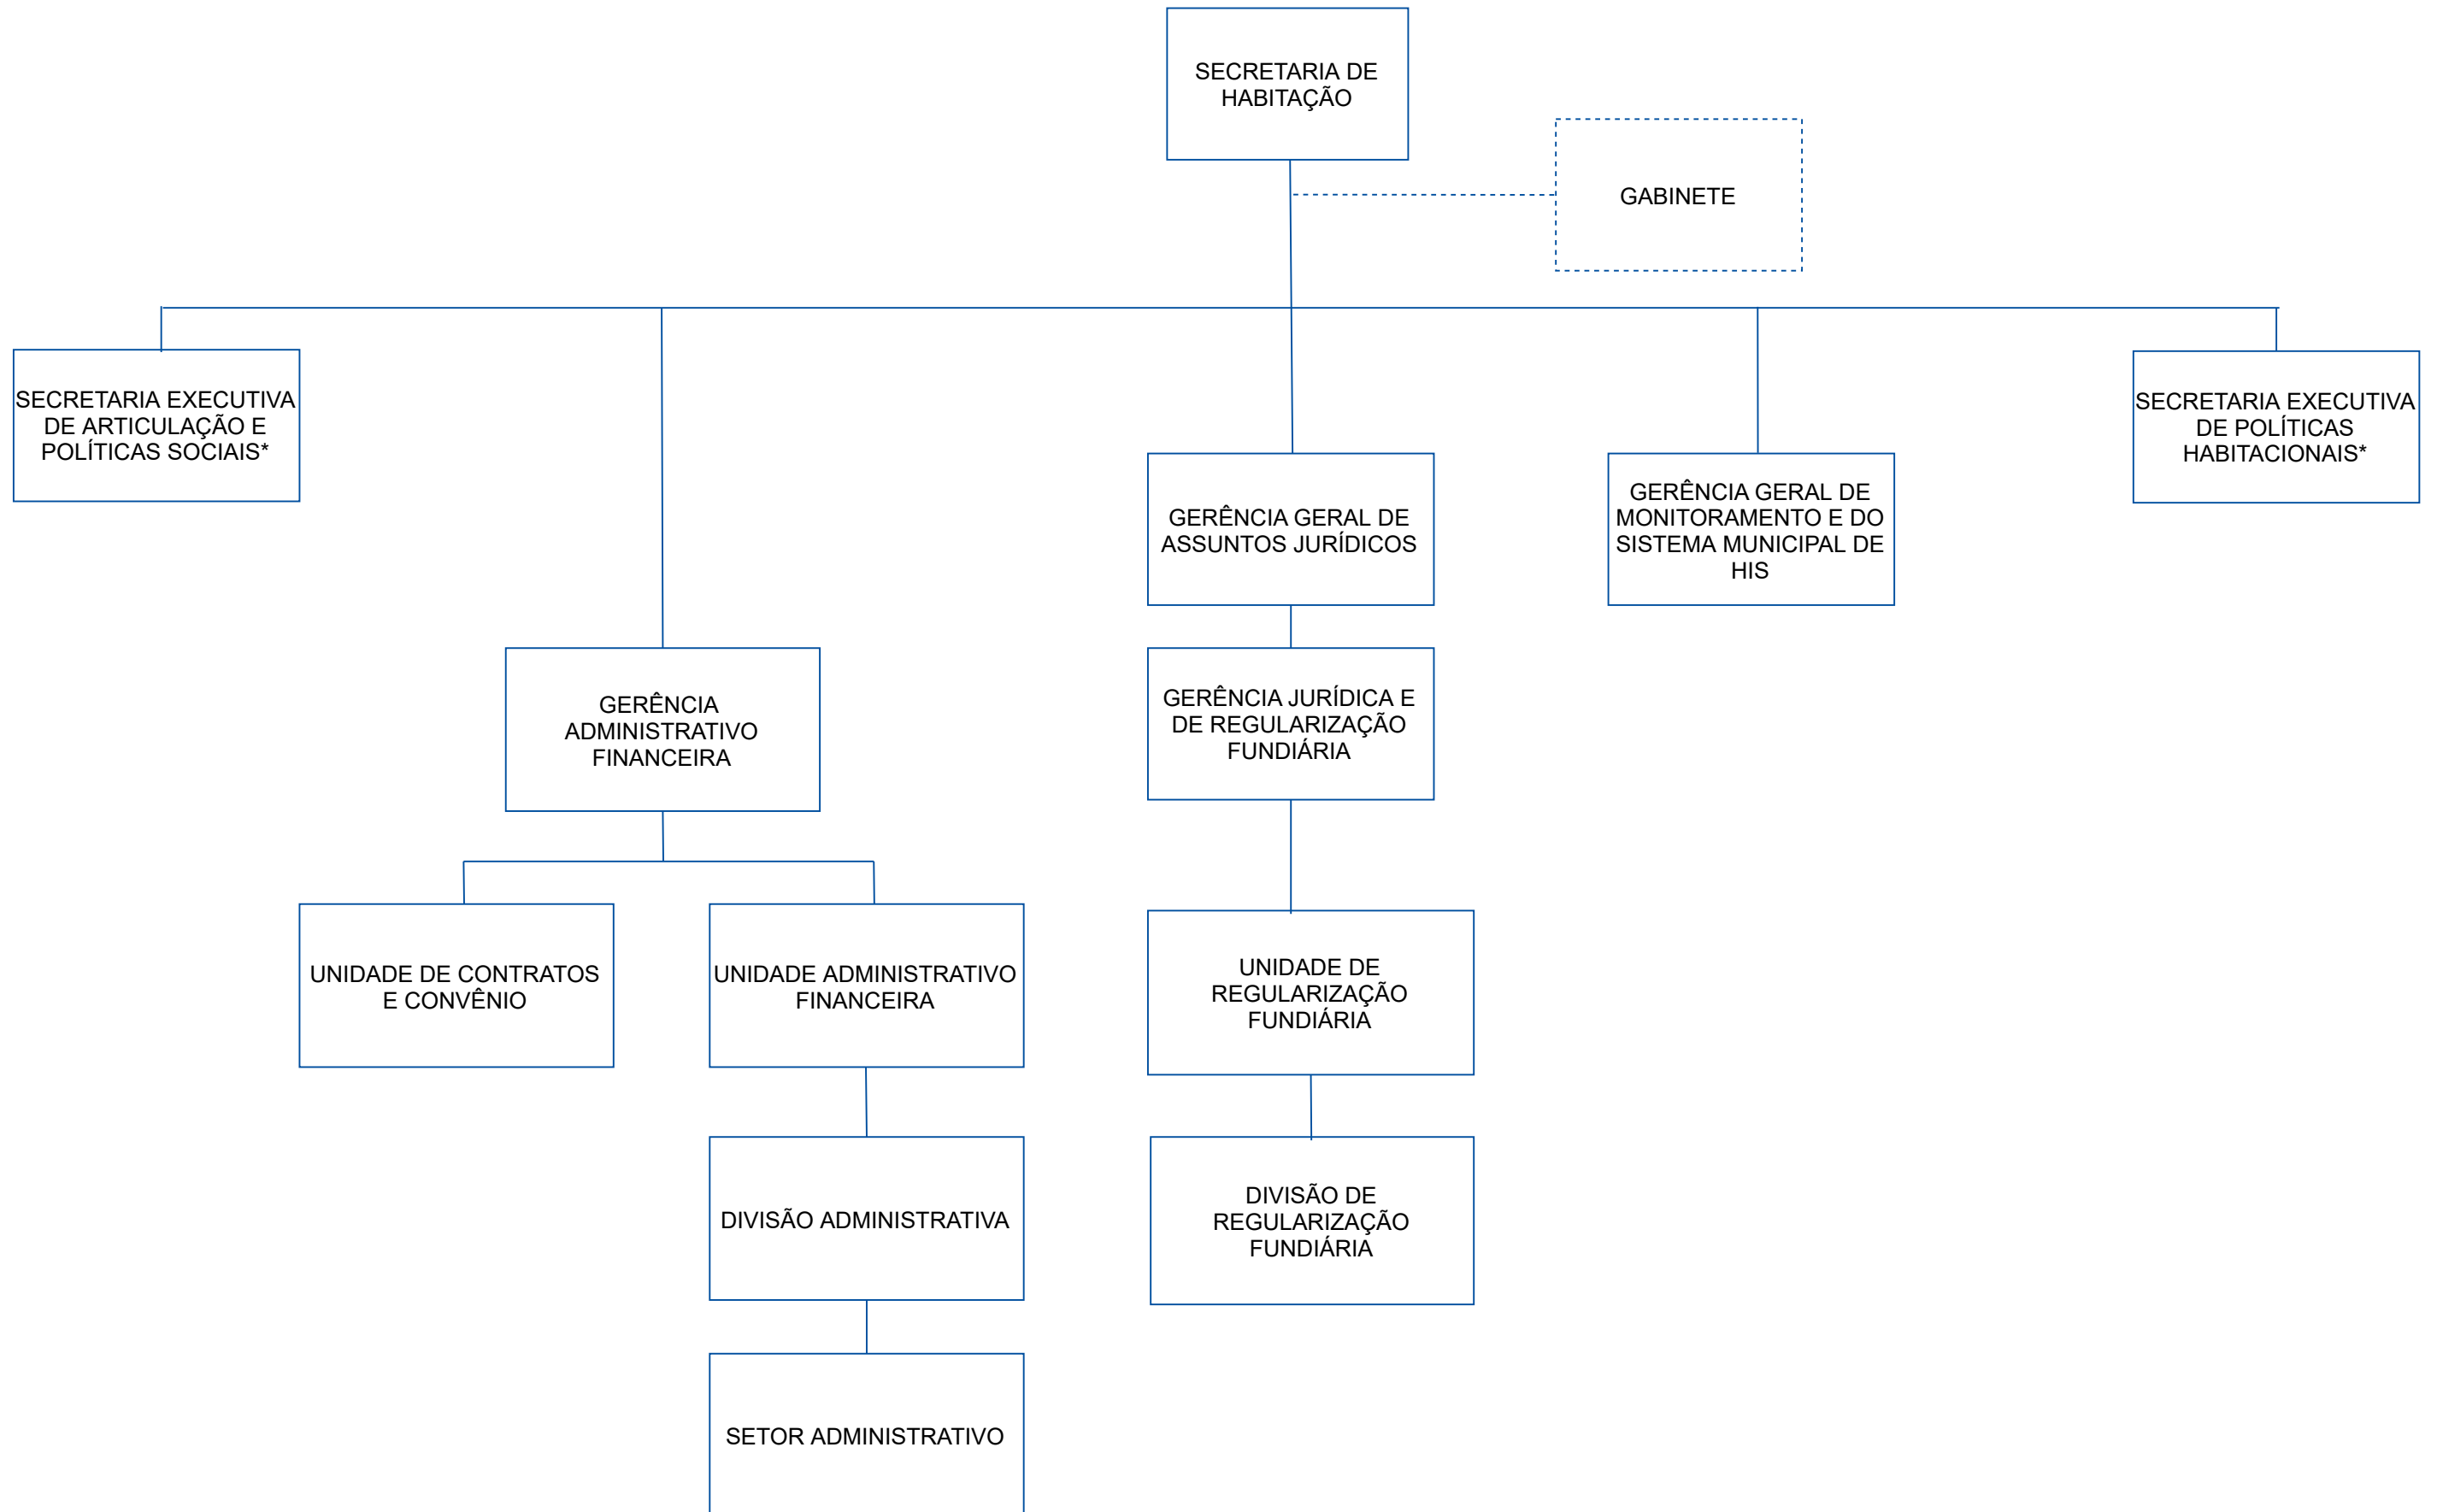 SECRETARIA DE
HABITAÇÃO
GABINETE
SECRETARIA EXECUTIVA
DE ARTICULAÇÃO E
POLÍTICAS SOCIAIS*
SECRETARIA EXECUTIVA
DE POLÍTICAS
HABITACIONAIS*
GERÊNCIA GERAL DE
ASSUNTOS JURÍDICOS
GERÊNCIA GERAL DE
MONITORAMENTO E DO
SISTEMA MUNICIPAL DE
HIS
GERÊNCIA
ADMINISTRATIVO
FINANCEIRA
GERÊNCIA JURÍDICA E
DE REGULARIZAÇÃO
FUNDIÁRIA
UNIDADE DE CONTRATOS
E CONVÊNIO
UNIDADE ADMINISTRATIVO
FINANCEIRA
UNIDADE DE
REGULARIZAÇÃO
FUNDIÁRIA
DIVISÃO ADMINISTRATIVA
DIVISÃO DE
REGULARIZAÇÃO
FUNDIÁRIA
SETOR ADMINISTRATIVO